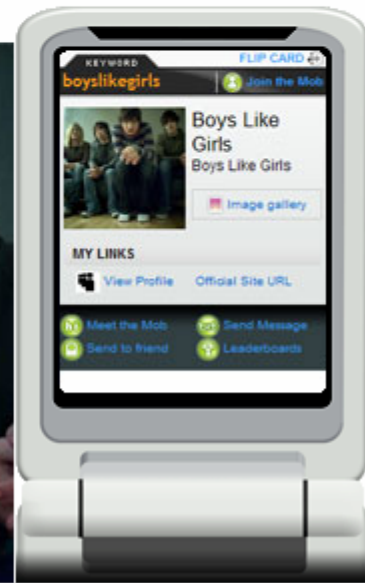 KEYWORD
FLIP CARD
boyslikegirls
Join the Mob
Boys Like
Girls
Boys Like Girls
Image gallery
MY LINKS
View Profile
Official Site URL
Meet the Mob
Send Message
Send to friend
Leaderboards